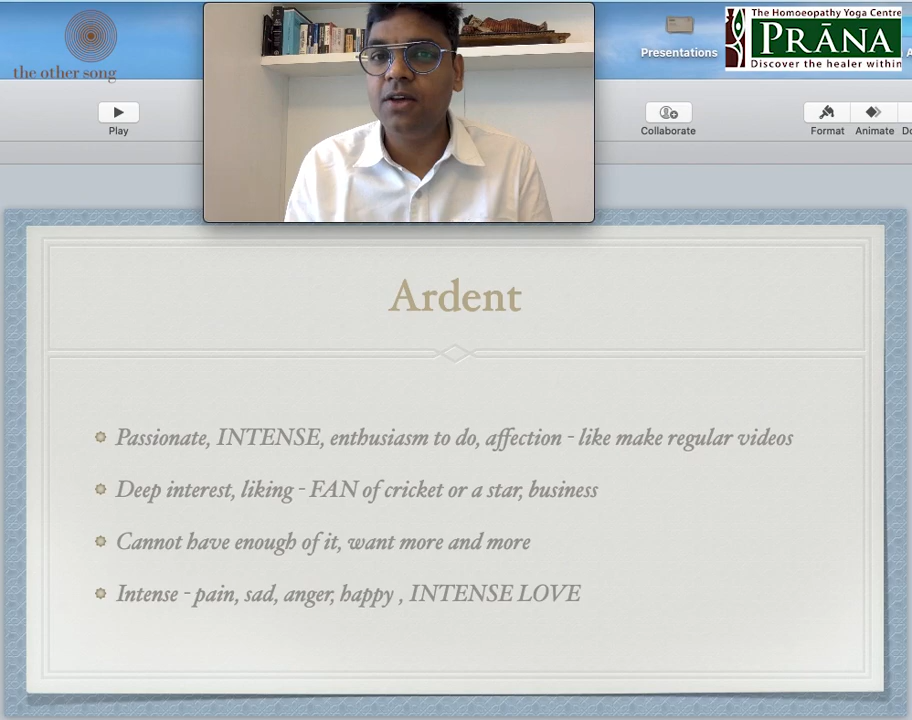 the other song
Presentations
The Homoeopathy Yoga Centre
PRĀNA
Discover the healer within
Play
Collaborate
Format
Animate
Ardent
Passionate, INTENSE, enthusiasm to do, affection - like make regular videos
Deep interest, liking - FAN of cricket or a star, business
Cannot have enough of it, want more and more
Intense - pain, sad, anger, happy , INTENSE LOVE